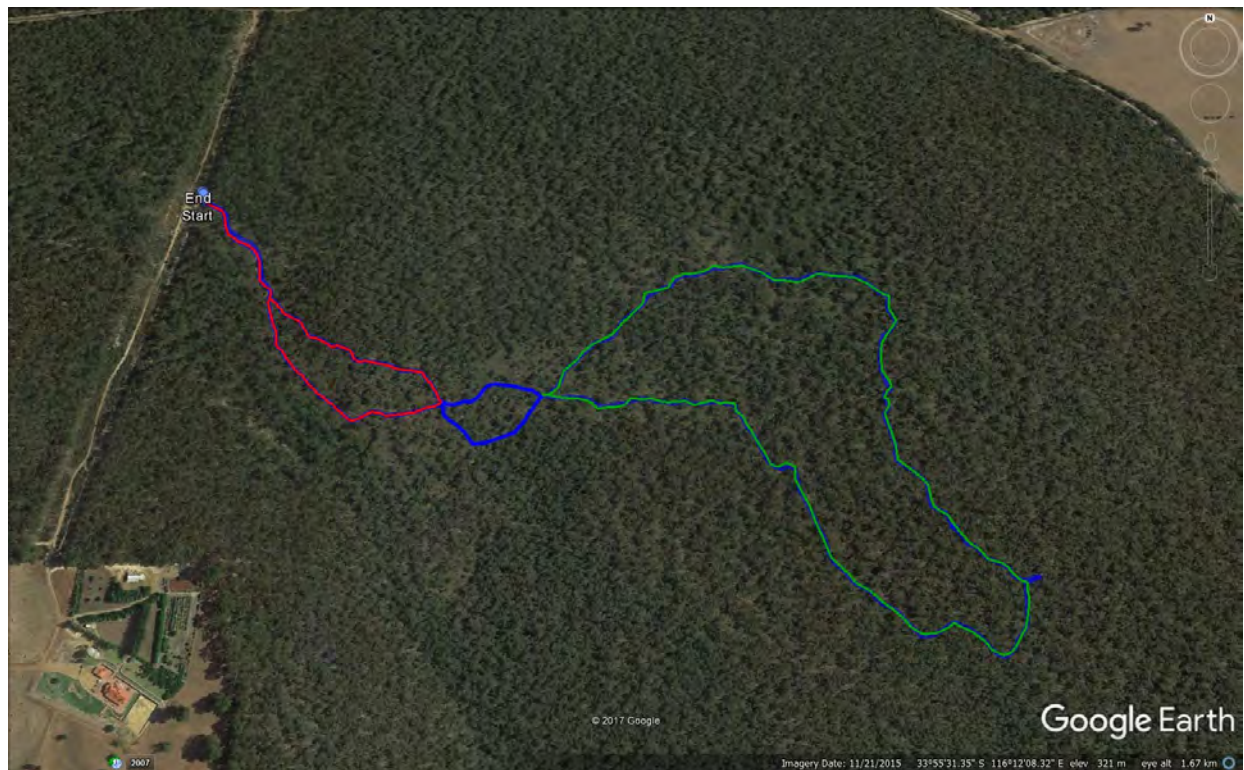 N
End
Start
© 2017 Google
Google Earth
2007
Imagery Date: 11/21/2015 33°55'31.35" S 116°12'08.32" E elev 321 m eye alt 1.67 km